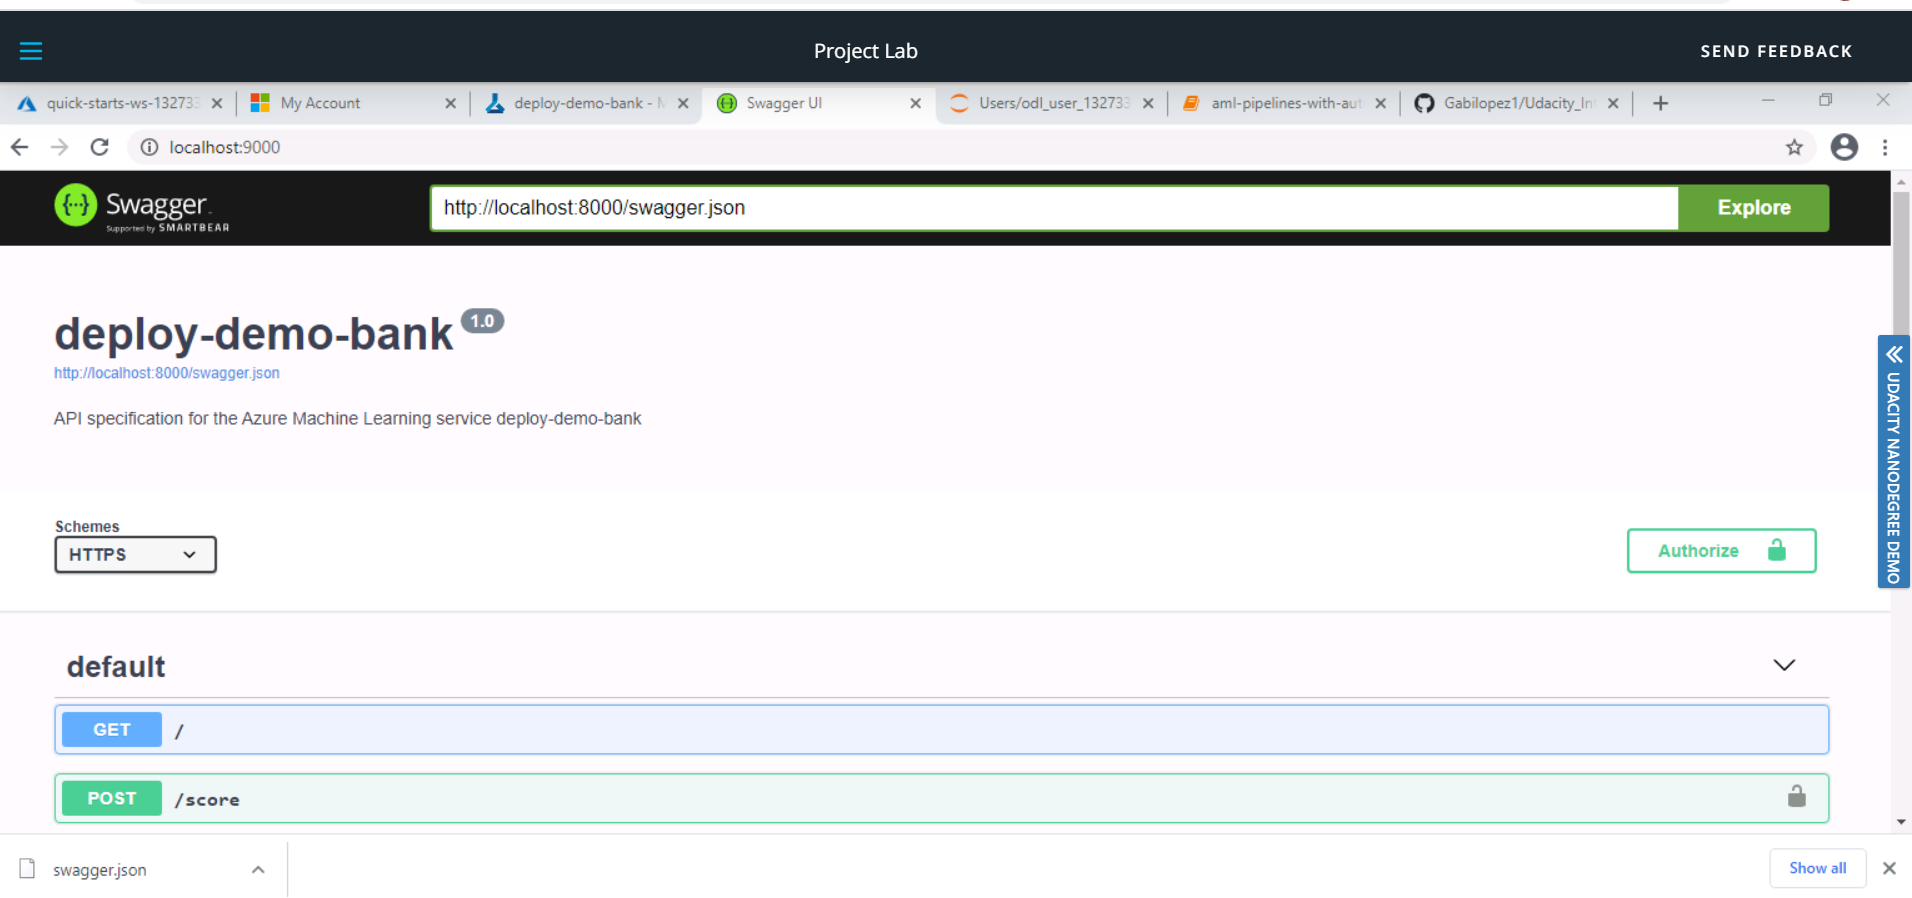 Project Lab
SEND FEEDBACK
quick-starts-ws-13273
My Account
deploy-demo-bank -
Swagger UI
Users/odl_user_13273
aml-pipelines-with-aut
Gabilopez1/Udacity_In
localhost:9000
Swagger
Supported by SMARTBEAR
http://localhost:8000/swagger.json
Explore
deploy-demo-bank 1.0
http://localhost:8000/swagger.json
API specification for the Azure Machine Learning service deploy-demo-bank
UDACITY NANODEGREE DEMO
Schemes
HTTPS
Authorize
default
GET /
POST /score
swagger.json
Show all